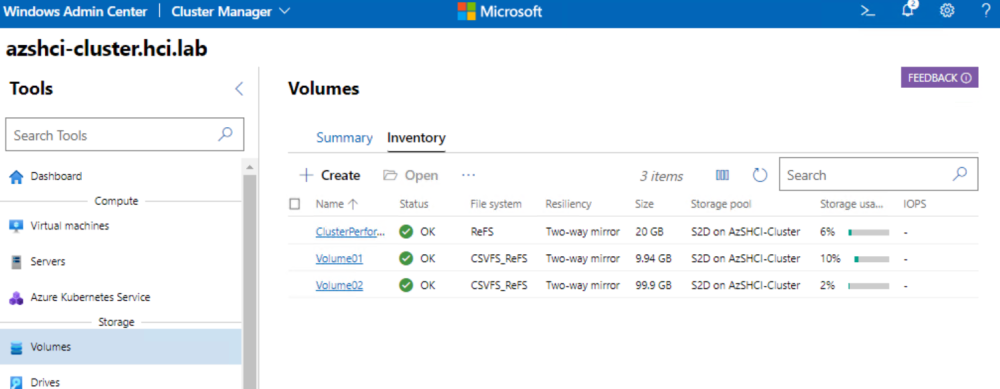 Windows Admin Center | Cluster Manager Microsoft 2 ?
azshci-cluster.hci.lab
Tools
Search Tools
Dashboard
Compute
Virtual machines
Servers
Azure Kubernetes Service
Storage
Volumes
Drives
FEEDBACK
Volumes
Summary Inventory
+ Create Open ... 3 items Search
Name Status File system Resiliency Size Storage pool Storage usa... IOPS
ClusterPerfor... OK ReFS Two-way mirror 20 GB S2D on AzSHCI-Cluster 6% -
Volume01 OK CSVFS_ReFS Two-way mirror 9.94 GB S2D on AzSHCI-Cluster 10% -
Volume02 OK CSVFS_ReFS Two-way mirror 99.9 GB S2D on AzSHCI-Cluster 2% -